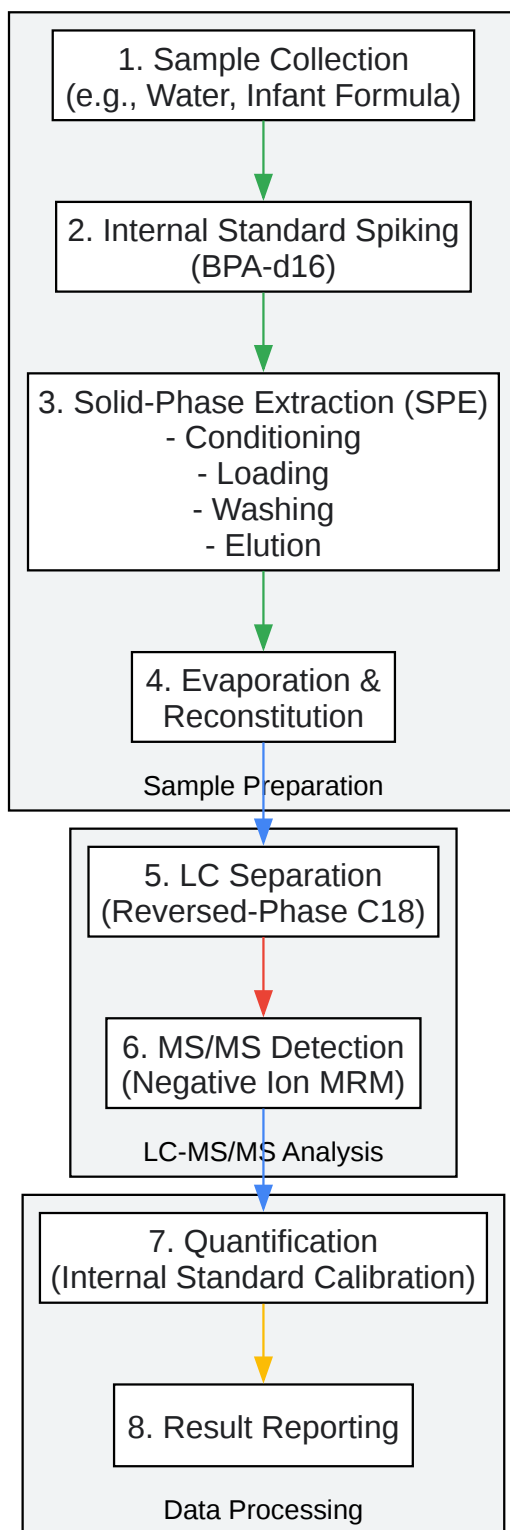 1. Sample Collection
(e.g., Water, Infant Formula)
2. Internal Standard Spiking
(BPA-d16)
3. Solid-Phase Extraction (SPE)
- Conditioning
- Loading
- Washing
- Elution
4. Evaporation &
Reconstitution
Sample Preparation
5. LC Separation
(Reversed-Phase C18)
6. MS/MS Detection
(Negative Ion MRM)
LC-MS/MS Analysis
7. Quantification
(Internal Standard Calibration)
8. Result Reporting
Data Processing